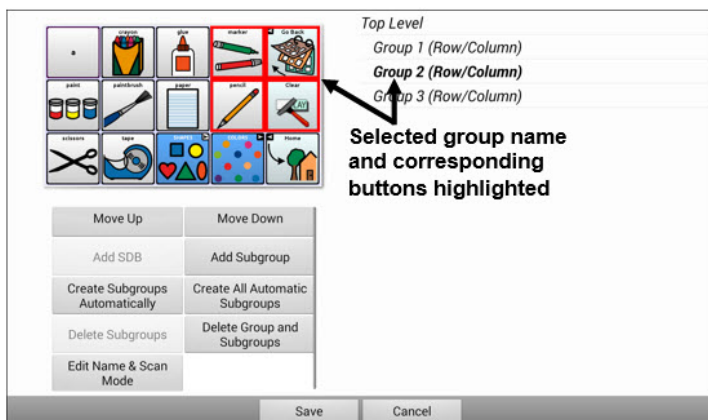 Top Level
Group 1 (Row/Column)
Group 2 (Row/Column)
Group 3 (Row/Column)
a
crayon
glue
marker
Go Back
paint
paintbrush
paper
pencil
Clear
scissors
tape
SHAPES
COLORS
Home
Selected group name
and corresponding
buttons highlighted
Move Up
Move Down
Add SDB
Add Subgroup
Create Subgroups
Automatically
Create All Automatic
Subgroups
Delete Subgroups
Delete Group and
Subgroups
Edit Name & Scan
Mode
Save
Cancel